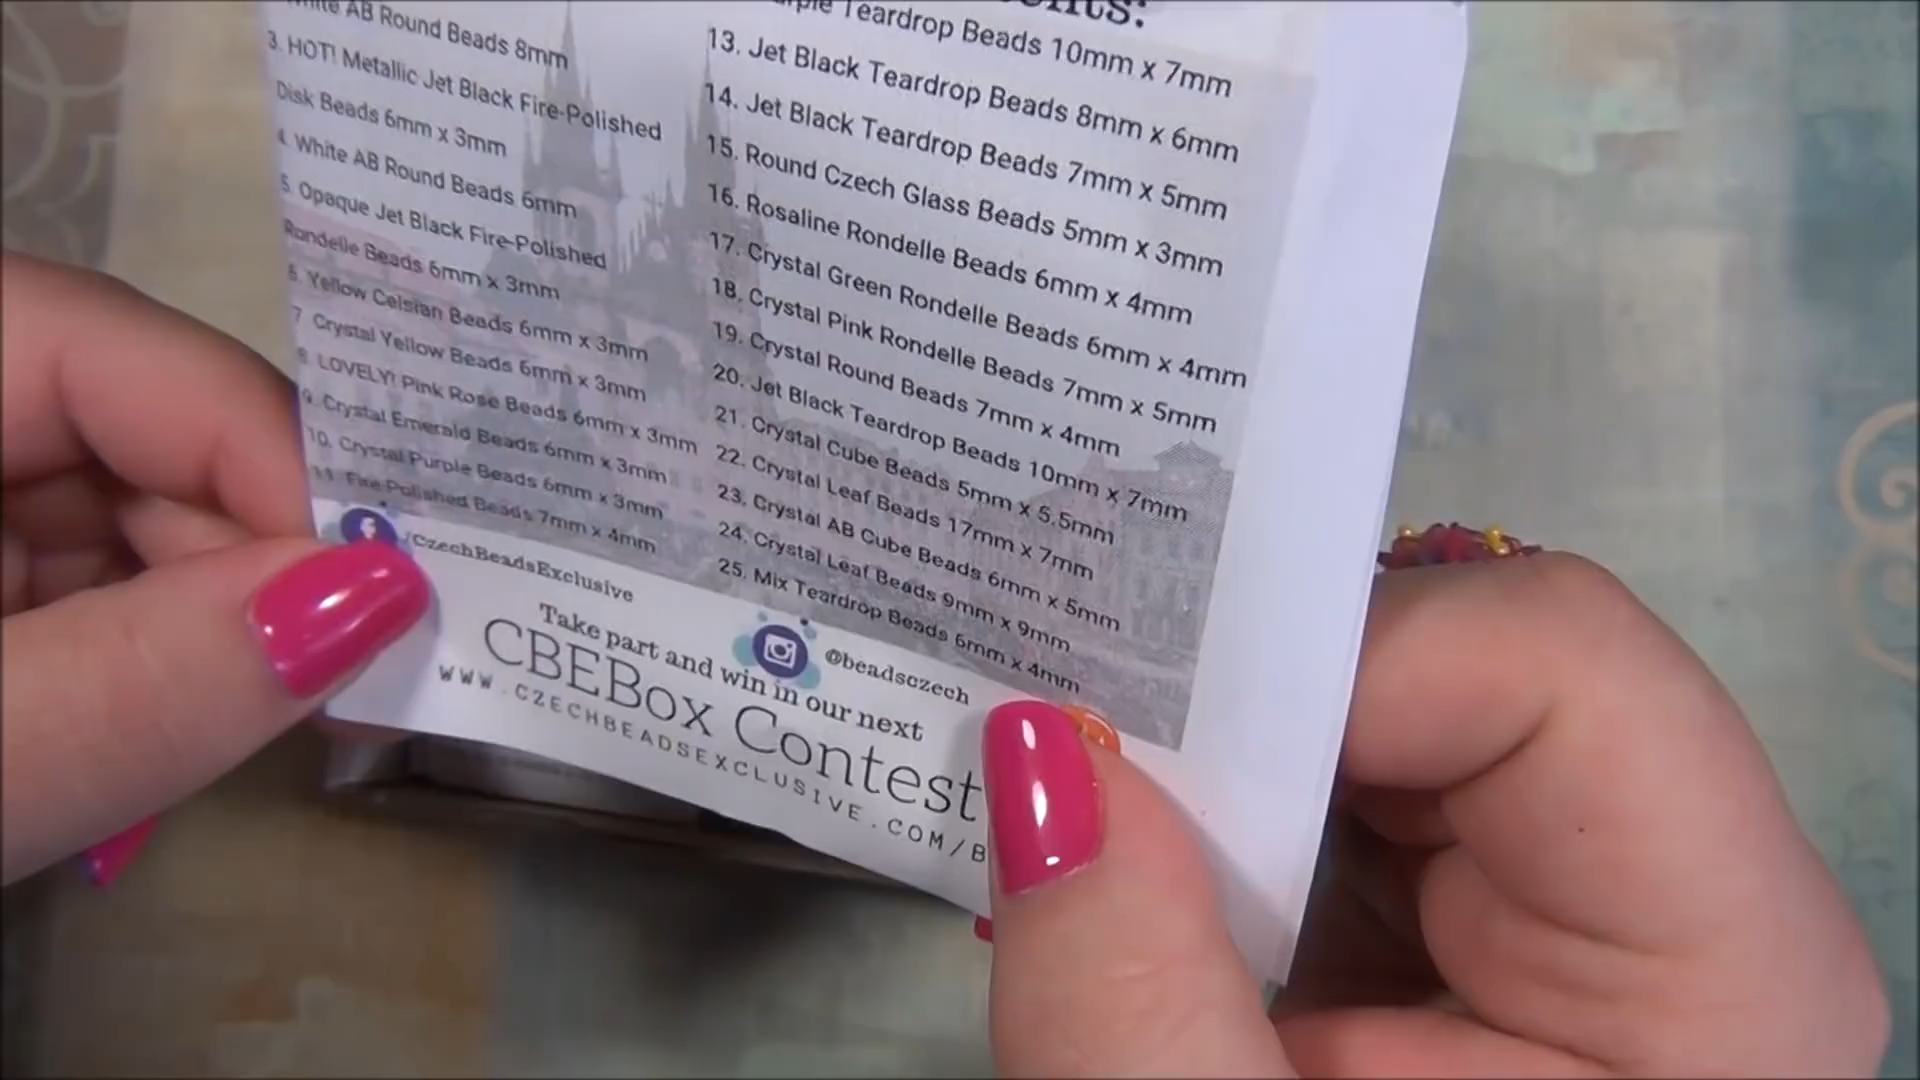 White AB Round Beads 8mm
3. HOT! Metallic Jet Black Fire-Polished
Disk Beads 6mm x 3mm
4. White AB Round Beads 6mm
5. Opaque Jet Black Fire-Polished
Rondelle Beads 6mm x 3mm
6. Yellow Celsian Beads 6mm x 3mm
7 Crystal Yellow Beads 6mm x 3mm
8. LOVELY! Pink Rose Beads 6mm x 3mm
9. Crystal Emerald Beads 6mm x 3mm
10. Crystal Purple Beads 6mm x 3mm
11. Fire-Polished Beads 7mm x 4mm
Teardrop Beads 10mm x 7mm
13. Jet Black Teardrop Beads 8mm x 6mm
14. Jet Black Teardrop Beads 7mm x 5mm
15. Round Czech Glass Beads 5mm x 3mm
16. Rosaline Rondelle Beads 6mm x 4mm
17. Crystal Green Rondelle Beads 6mm x 4mm
18. Crystal Pink Rondelle Beads 7mm x 5mm
19. Crystal Round Beads 7mm x 4mm
20. Jet Black Teardrop Beads 10mm x 7mm
21. Crystal Cube Beads 5mm x 5.5mm
22. Crystal Leaf Beads 17mm x 7mm
23. Crystal AB Cube Beads 6mm x 5mm
24. Crystal Leaf Beads 9mm x 9mm
25. Mix Teardrop Beads 6mm x 4mm
/CzechBeadsExclusive
@beadsczech
Take part and win in our next
CBEBox Contest
WWW.CZECHBEADSEXCLUSIVE.COM/B